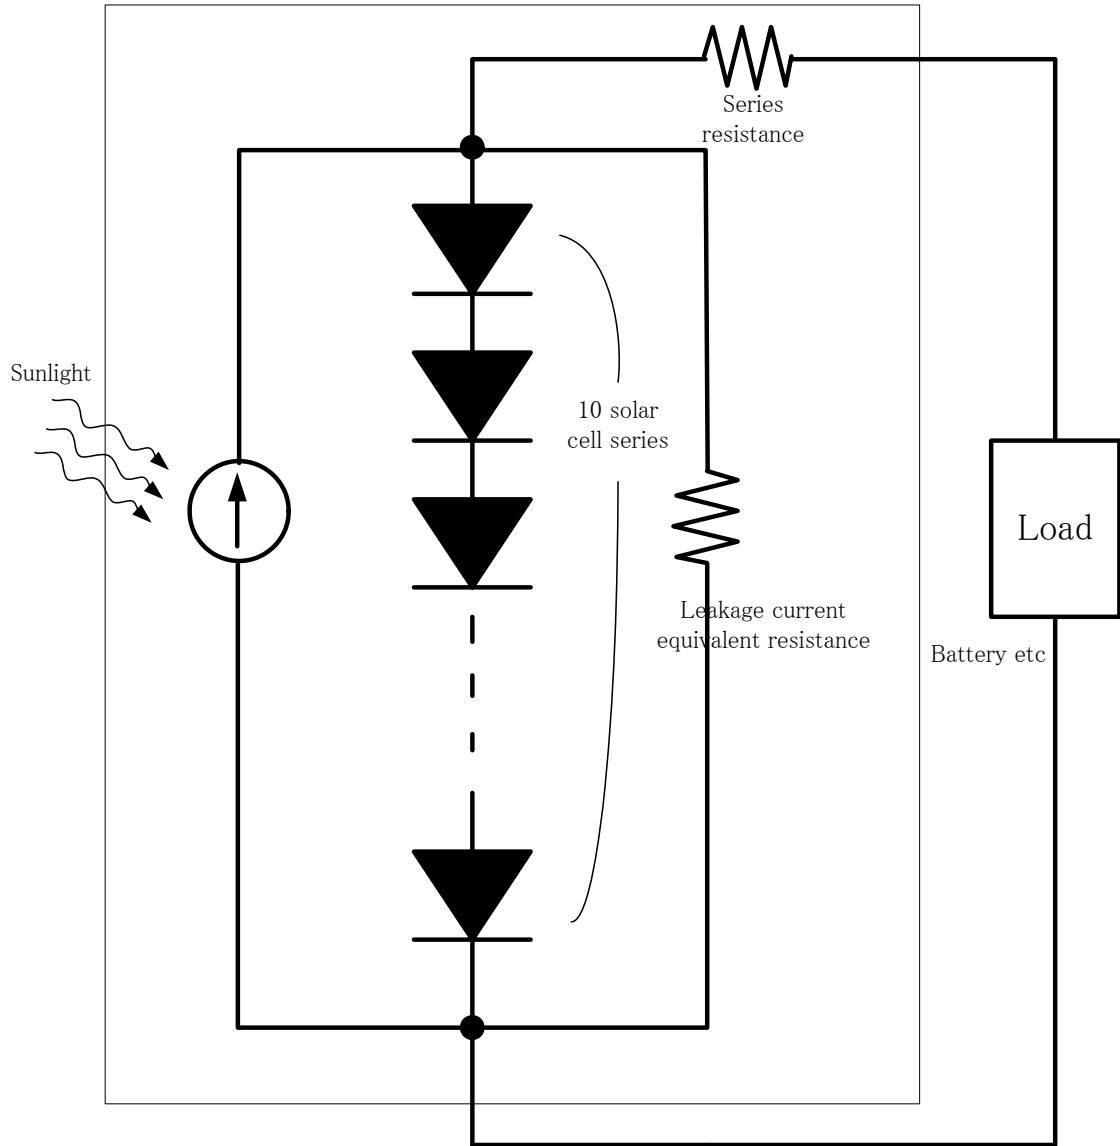 Series
resistance
Sunlight
10 solar
cell series
Load
Leakage current
equivalent resistance
Battery etc